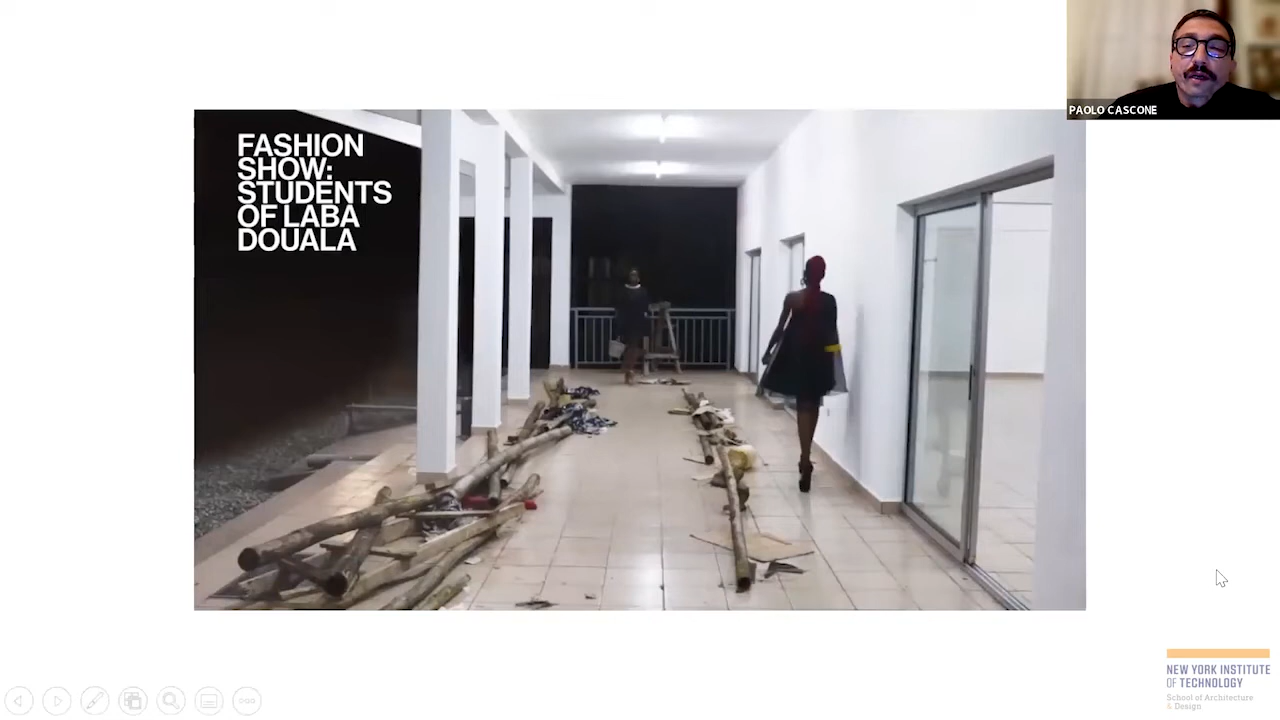 PAOLO CASCONE
FASHION
SHOW:
STUDENTS
OF LABA
DOUALA
NEW YORK INSTITUTE
OF TECHNOLOGY
School of Architecture
& Design